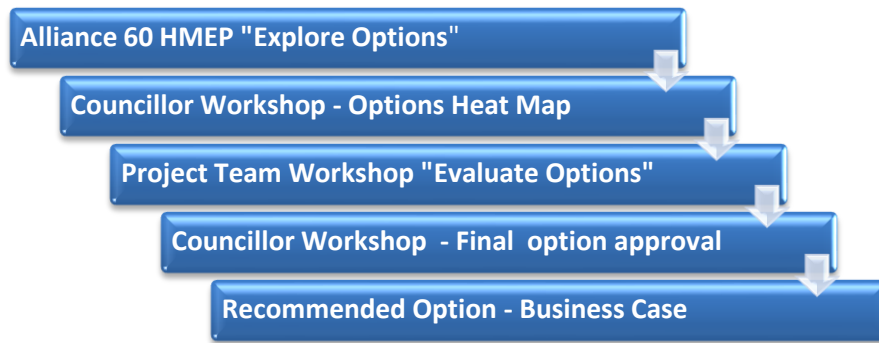 Alliance 60 HMEP "Explore Options"
Councillor Workshop - Options Heat Map
Project Team Workshop "Evaluate Options"
Councillor Workshop - Final option approval
Recommended Option - Business Case